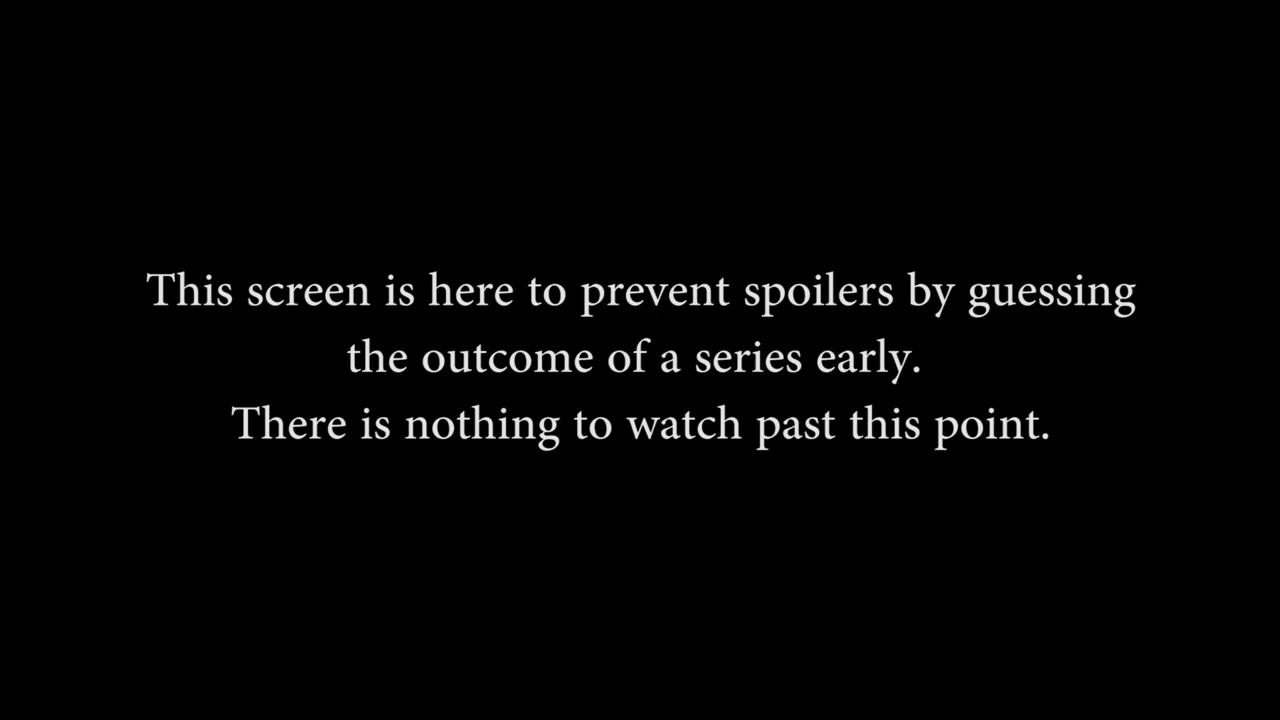 This screen is here to prevent spoilers by guessing
the outcome of a series early.
There is nothing to watch past this point.